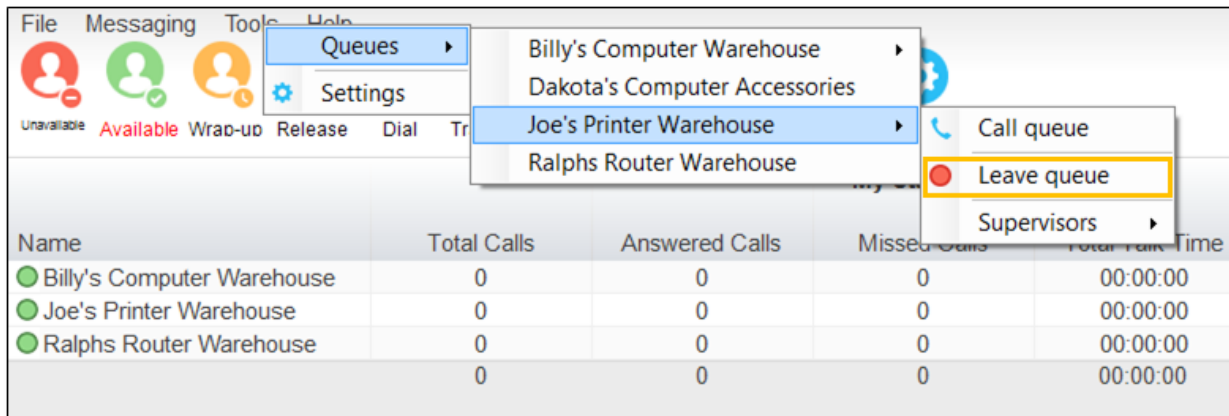 File Messaging Tools Help
Queues
Settings
Billy's Computer Warehouse
Dakota's Computer Accessories
Joe's Printer Warehouse
Ralphs Router Warehouse
Call queue
Leave queue
Supervisors
Unavailable Available Wrap-up Release Dial
Name Total Calls Answered Calls Missed Calls Total Talk Time
Billy's Computer Warehouse 0 0 0 00:00:00
Joe's Printer Warehouse 0 0 0 00:00:00
Ralphs Router Warehouse 0 0 0 00:00:00
0 0 0 00:00:00